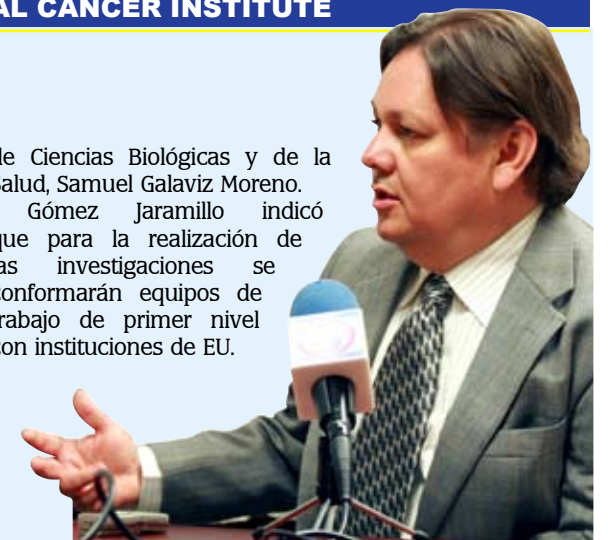 AL CANCER INSTITUTE
de Ciencias Biológicas y de la
Salud, Samuel Galaviz Moreno.
Gómez Jaramillo indicó
que para la realización de
las investigaciones se
conformarán equipos de
trabajo de primer nivel
con instituciones de EU.